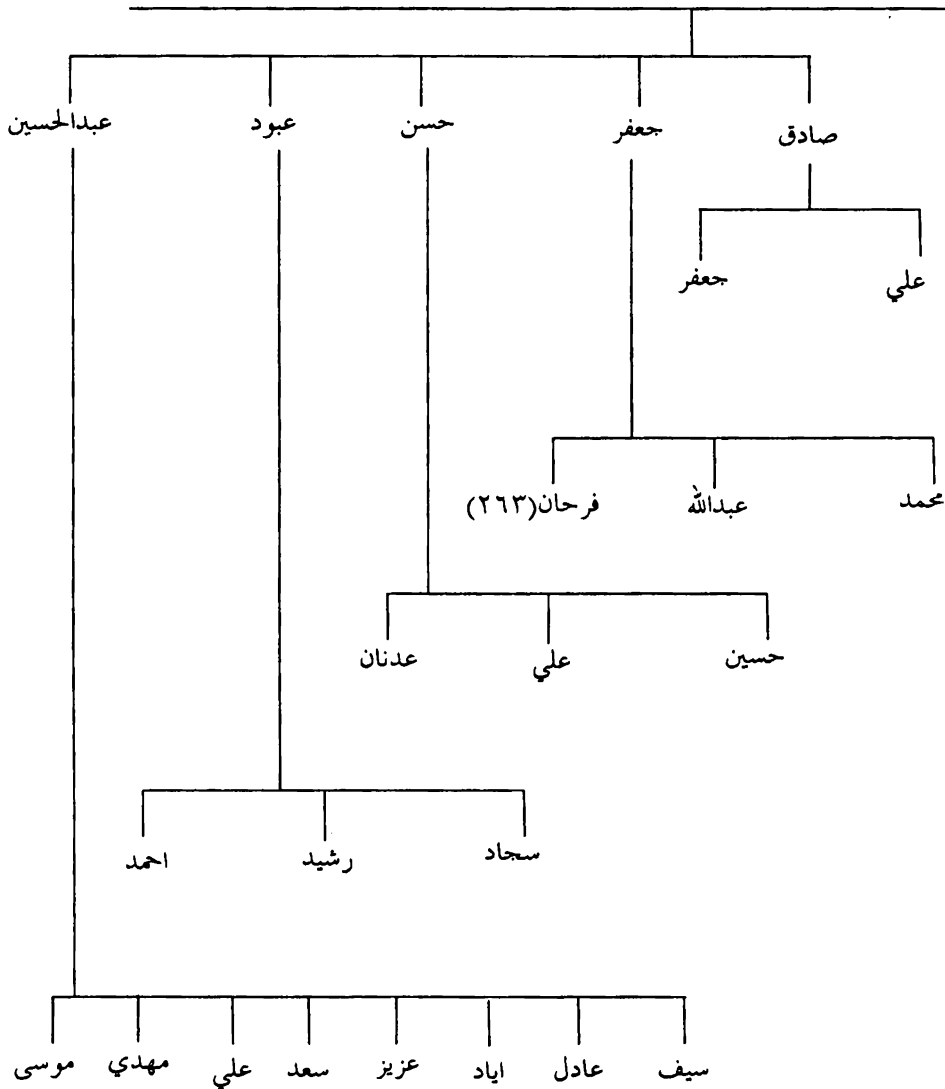 صادق جعفر حسن عبود عبدالحسين
علي جعفر
محمد عبدالله فرحان (٢٦٣)
حسين علي عدنان
سجاد رشيد احمد
سيف عادل اياد عزيز سعد علي مهدي موسى